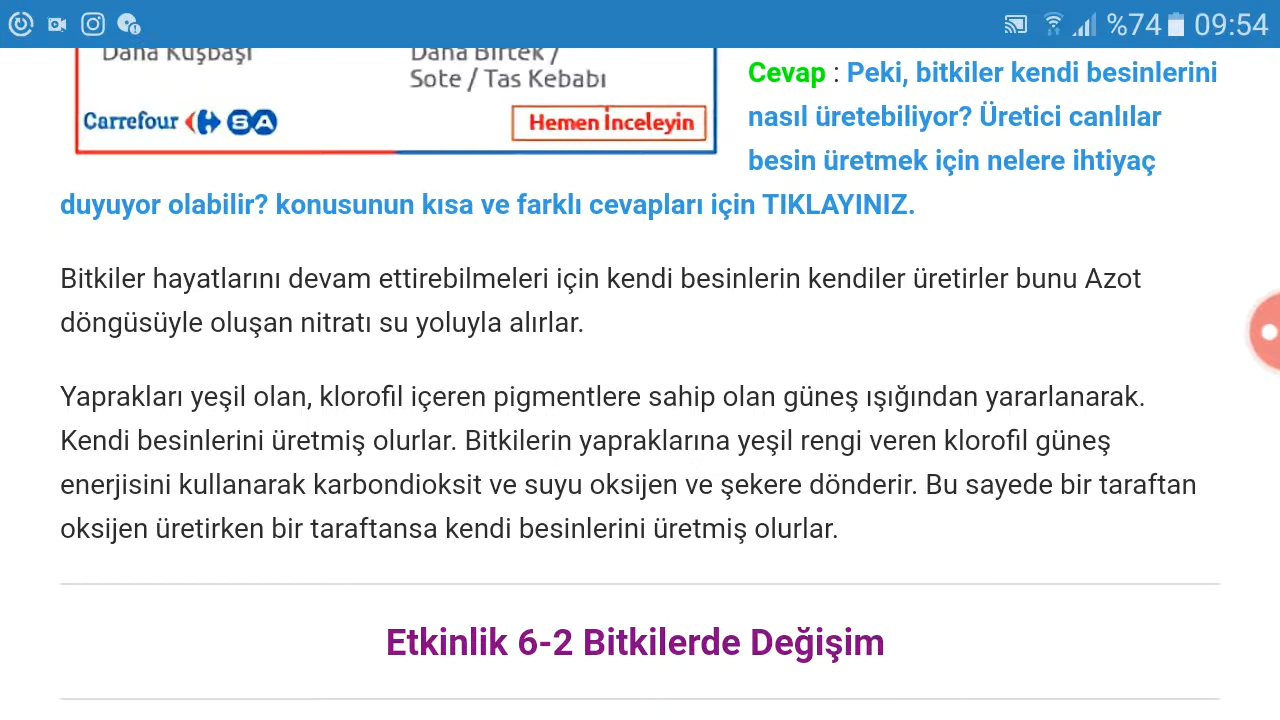 %74 09:54
Dana Kuşbaşı
Dana Biftek /
Sote / Tas Kebabı
Carrefour SA
Hemen İnceleyin
Cevap : Peki, bitkiler kendi besinlerini
nasıl üretebiliyor? Üretici canlılar
besin üretmek için nelere ihtiyaç
duyuyor olabilir? konusunun kısa ve farklı cevapları için TIKLAYINIZ.
Bitkiler hayatlarını devam ettirebilmeleri için kendi besinlerin kendiler üretirler bunu Azot
döngüsüyle oluşan nitratı su yoluyla alırlar.
Yaprakları yeşil olan, klorofil içeren pigmentlere sahip olan güneş ışığından yararlanarak.
Kendi besinlerini üretmiş olurlar. Bitkilerin yapraklarına yeşil rengi veren klorofil güneş
enerjisini kullanarak karbondioksit ve suyu oksijen ve şekere dönderir. Bu sayede bir taraftan
oksijen üretirken bir taraftansa kendi besinlerini üretmiş olurlar.
Etkinlik 6-2 Bitkilerde Değişim